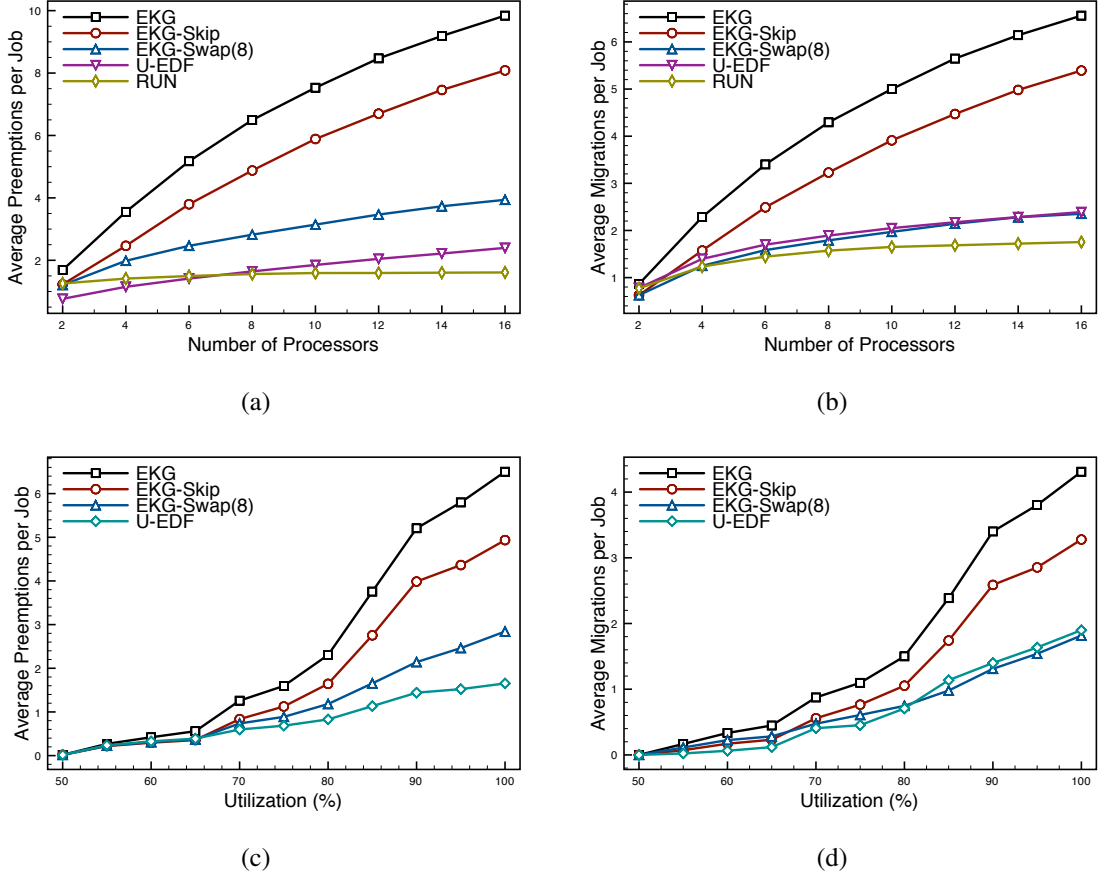 Average Preemptions per Job
10
8
6
4
2
EKG
EKG-Skip
EKG-Swap(8)
U-EDF
RUN
2 4 6 8 10 12 14 16
Number of Processors
(a)
Average Migrations per Job
6
5
4
3
2
1
EKG
EKG-Skip
EKG-Swap(8)
U-EDF
RUN
2 4 6 8 10 12 14 16
Number of Processors
(b)
Average Preemptions per Job
6
5
4
3
2
1
0
EKG
EKG-Skip
EKG-Swap(8)
U-EDF
50 60 70 80 90 100
Utilization (%)
(c)
Average Migrations per Job
4
3
2
1
0
EKG
EKG-Skip
EKG-Swap(8)
U-EDF
50 60 70 80 90 100
Utilization (%)
(d)